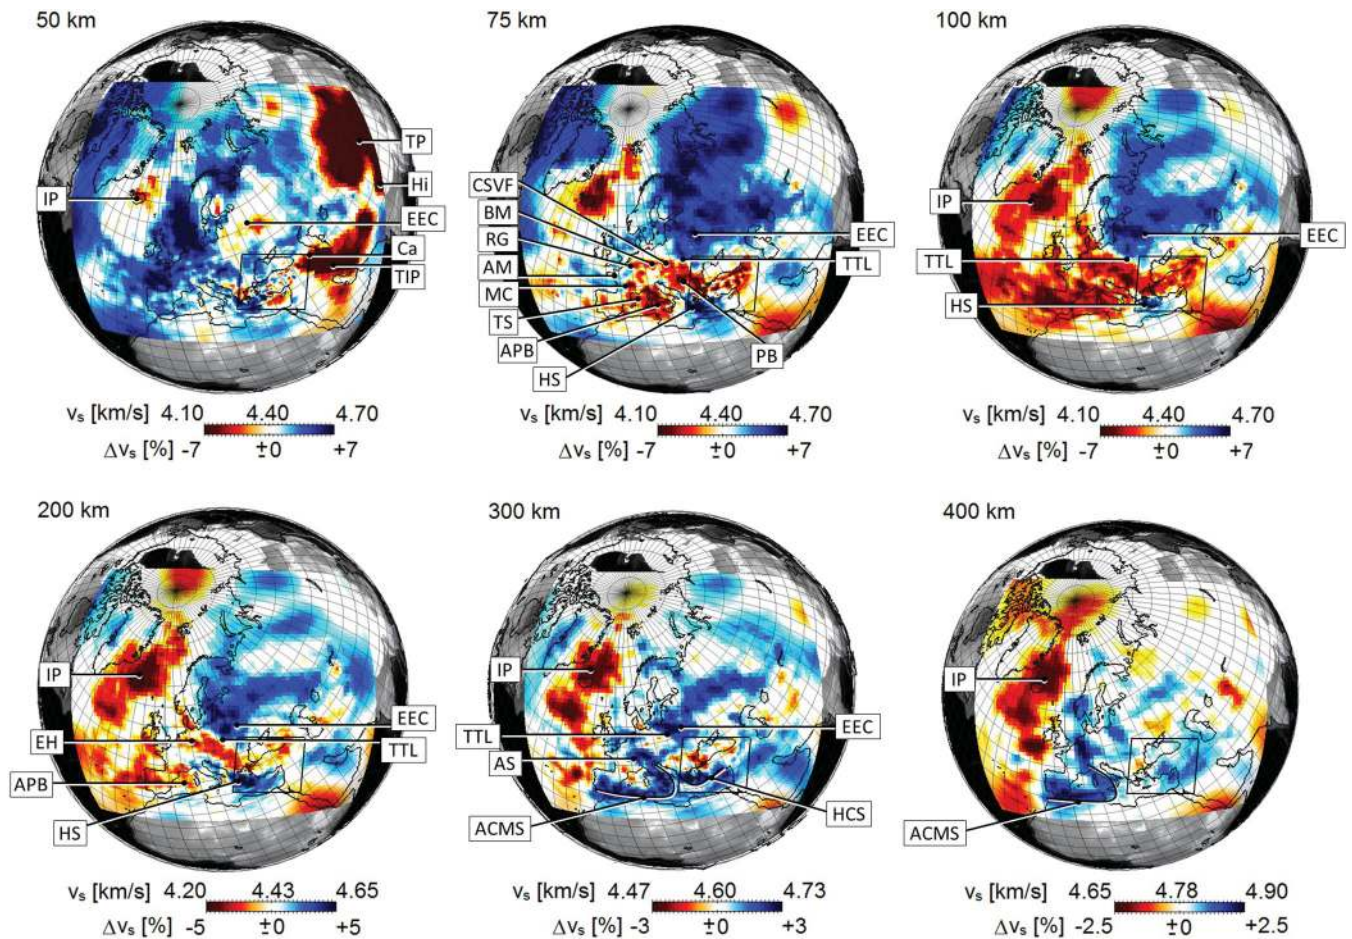 50 km
TP
Hi
IP
EEC
Ca
TIP
vs [km/s] 4.10 4.40 4.70
Δvs [%] -7 ±0 +7
75 km
CSVF
BM
RG
AM
MC
TS
APB
HS
EEC
TTL
PB
vs [km/s] 4.10 4.40 4.70
Δvs [%] -7 ±0 +7
100 km
IP
EEC
TTL
HS
vs [km/s] 4.10 4.40 4.70
Δvs [%] -7 ±0 +7
200 km
IP
EEC
EH
TTL
APB
HS
vs [km/s] 4.20 4.43 4.65
Δvs [%] -5 ±0 +5
300 km
IP
TTL
EEC
AS
HCS
ACMS
vs [km/s] 4.47 4.60 4.73
Δvs [%] -3 ±0 +3
400 km
IP
ACMS
vs [km/s] 4.65 4.78 4.90
Δvs [%] -2.5 ±0 +2.5